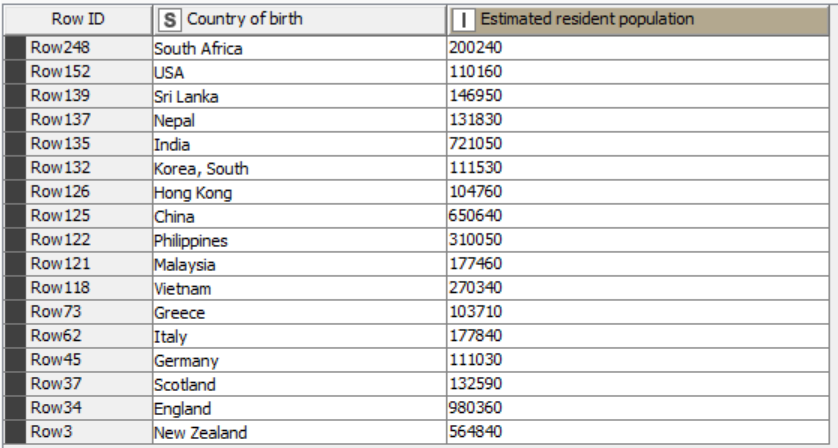 Row ID S Country of birth I Estimated resident population
Row248 South Africa 200240
Row152 USA 110160
Row139 Sri Lanka 146950
Row137 Nepal 131830
Row135 India 721050
Row132 Korea, South 111530
Row126 Hong Kong 104760
Row125 China 650640
Row122 Philippines 310050
Row121 Malaysia 177460
Row118 Vietnam 270340
Row73 Greece 103710
Row62 Italy 177840
Row45 Germany 111030
Row37 Scotland 132590
Row34 England 980360
Row3 New Zealand 564840